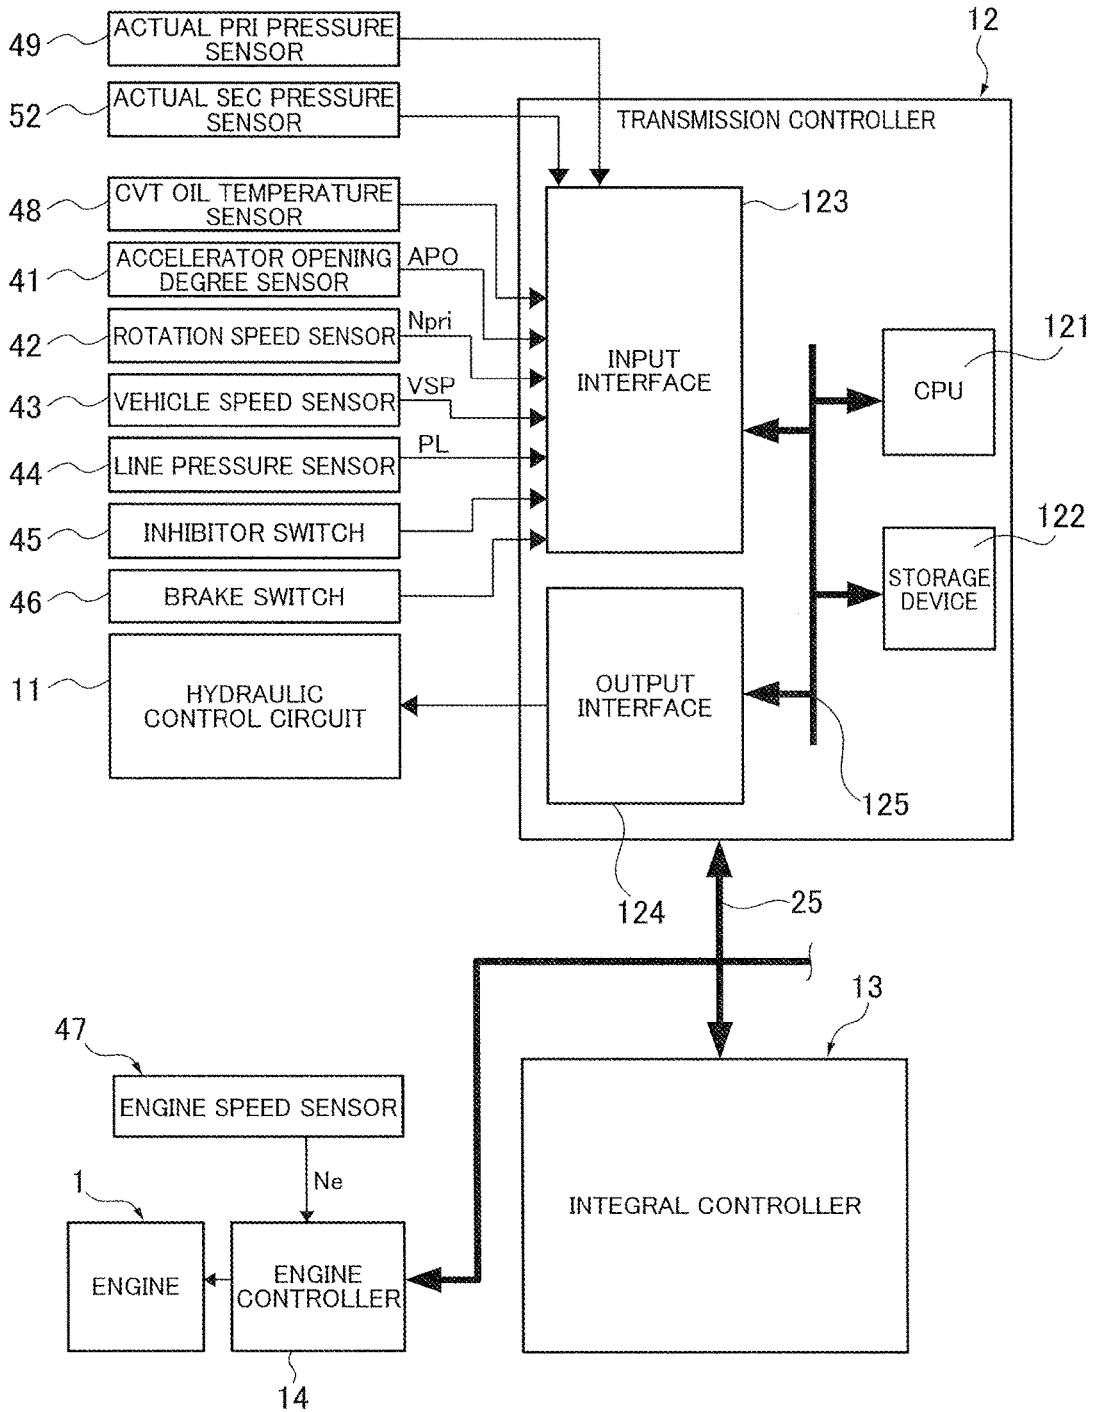 12
49
ACTUAL PRI PRESSURE
SENSOR
52
ACTUAL SEC PRESSURE
SENSOR
TRANSMISSION CONTROLLER
48
CVT OIL TEMPERATURE
SENSOR
123
41
ACCELERATOR OPENING
DEGREE SENSOR
APO
42
ROTATION SPEED SENSOR
Npri
121
INPUT
INTERFACE
CPU
43
VEHICLE SPEED SENSOR
VSP
44
LINE PRESSURE SENSOR
PL
45
INHIBITOR SWITCH
122
46
BRAKE SWITCH
STORAGE
DEVICE
11
HYDRAULIC
CONTROL CIRCUIT
OUTPUT
INTERFACE
125
124
25
13
47
ENGINE SPEED SENSOR
Ne
1
ENGINE
ENGINE
CONTROLLER
14
INTEGRAL CONTROLLER